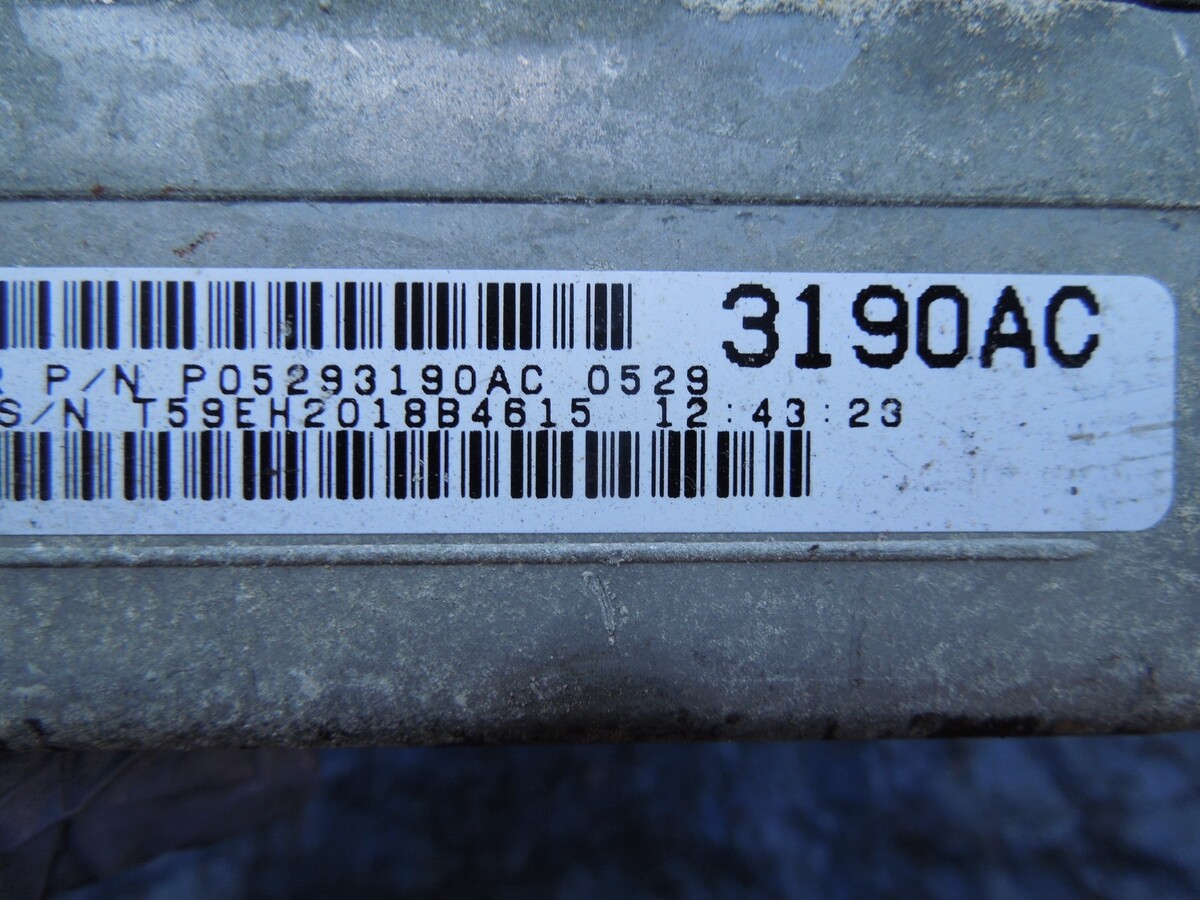 3190AC
R P/N P05293190AC 0529
S/N T59EH2018B4615 12:43:23